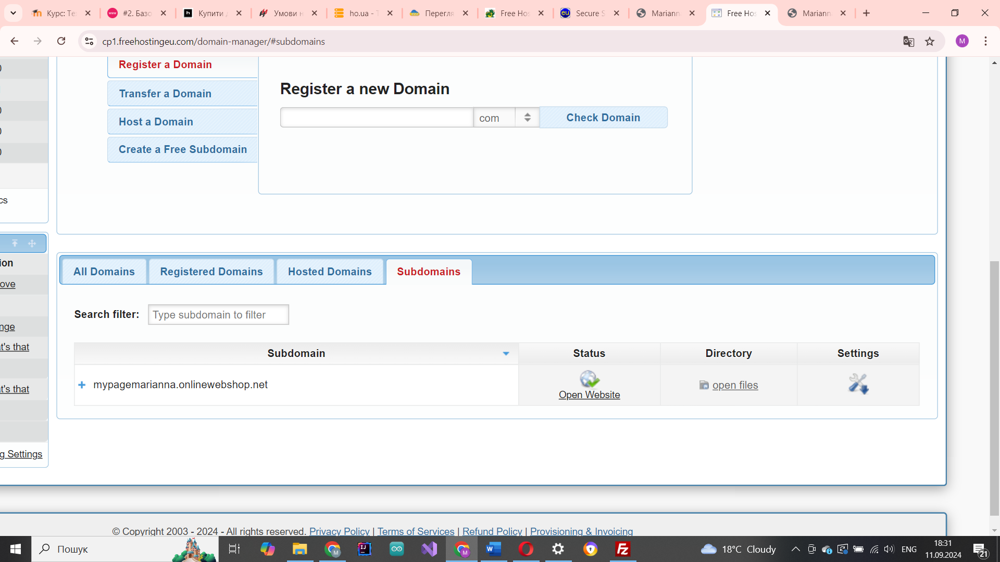 Курс: Те
#2. Базо
Купити д
Умови н
ho.ua - Т
Перегля
Free Hos
Secure S
Mariann
Free Hos
Mariann
cp1.freehostingeu.com/domain-manager/#subdomains
M
Register a Domain
Transfer a Domain
Host a Domain
Create a Free Subdomain
Register a new Domain
com
Check Domain
cs
ion
ove
nge
t's that
t's that
g Settings
All Domains
Registered Domains
Hosted Domains
Subdomains
Search filter:
Type subdomain to filter
Subdomain
Status
Directory
Settings
mypagemarianna.onlinewebshop.net
Open Website
open files
© Copyright 2003 - 2024 - All rights reserved. Privacy Policy | Terms of Services | Refund Policy | Provisioning & Invoicing
Пошук
18°C Cloudy
ENG
18:31
11.09.2024
21